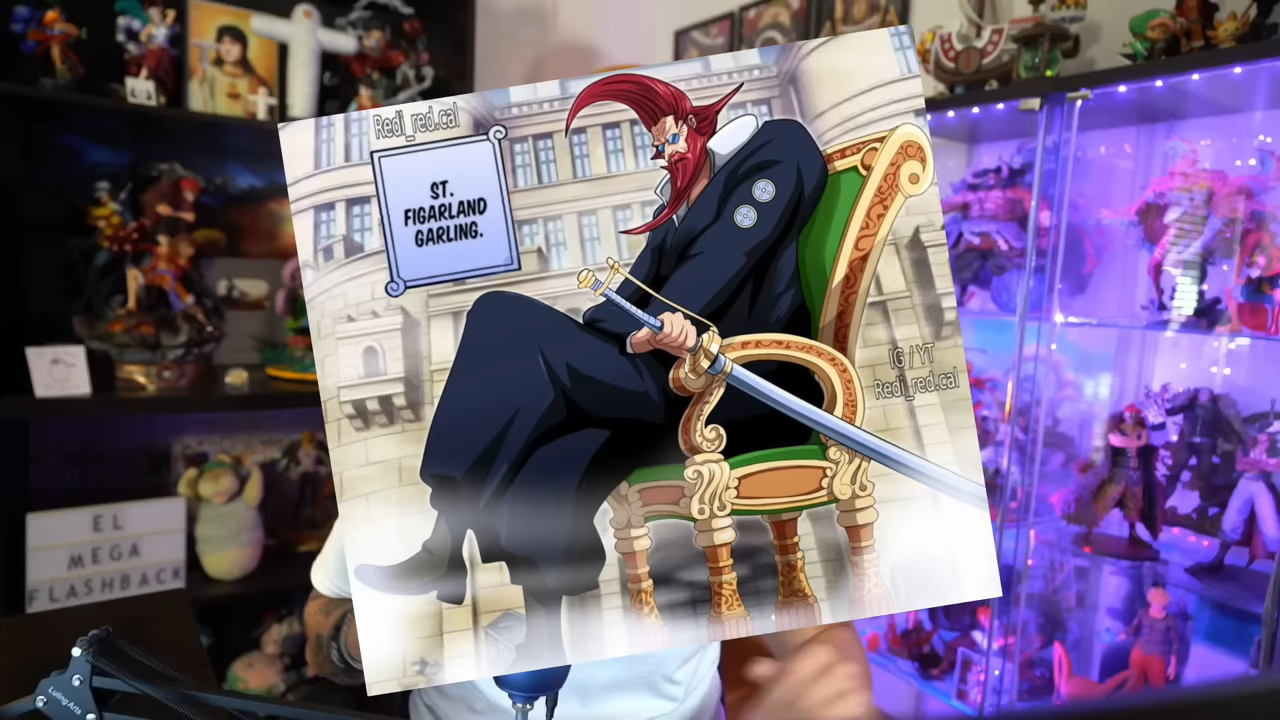 Redi_red.cal
ST.
FIGARLAND
GARLING.
IG / YT
Redi_red.cal
EL
MEGA
FLASHBACK
Luling Arts